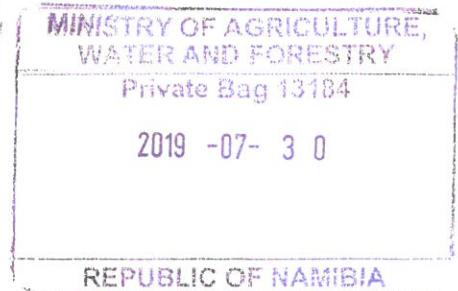 MINISTRY OF AGRICULTURE,
WATER AND FORESTRY
Private Bag 13184
2019 -07- 3 0
REPUBLIC OF NAMIBIA